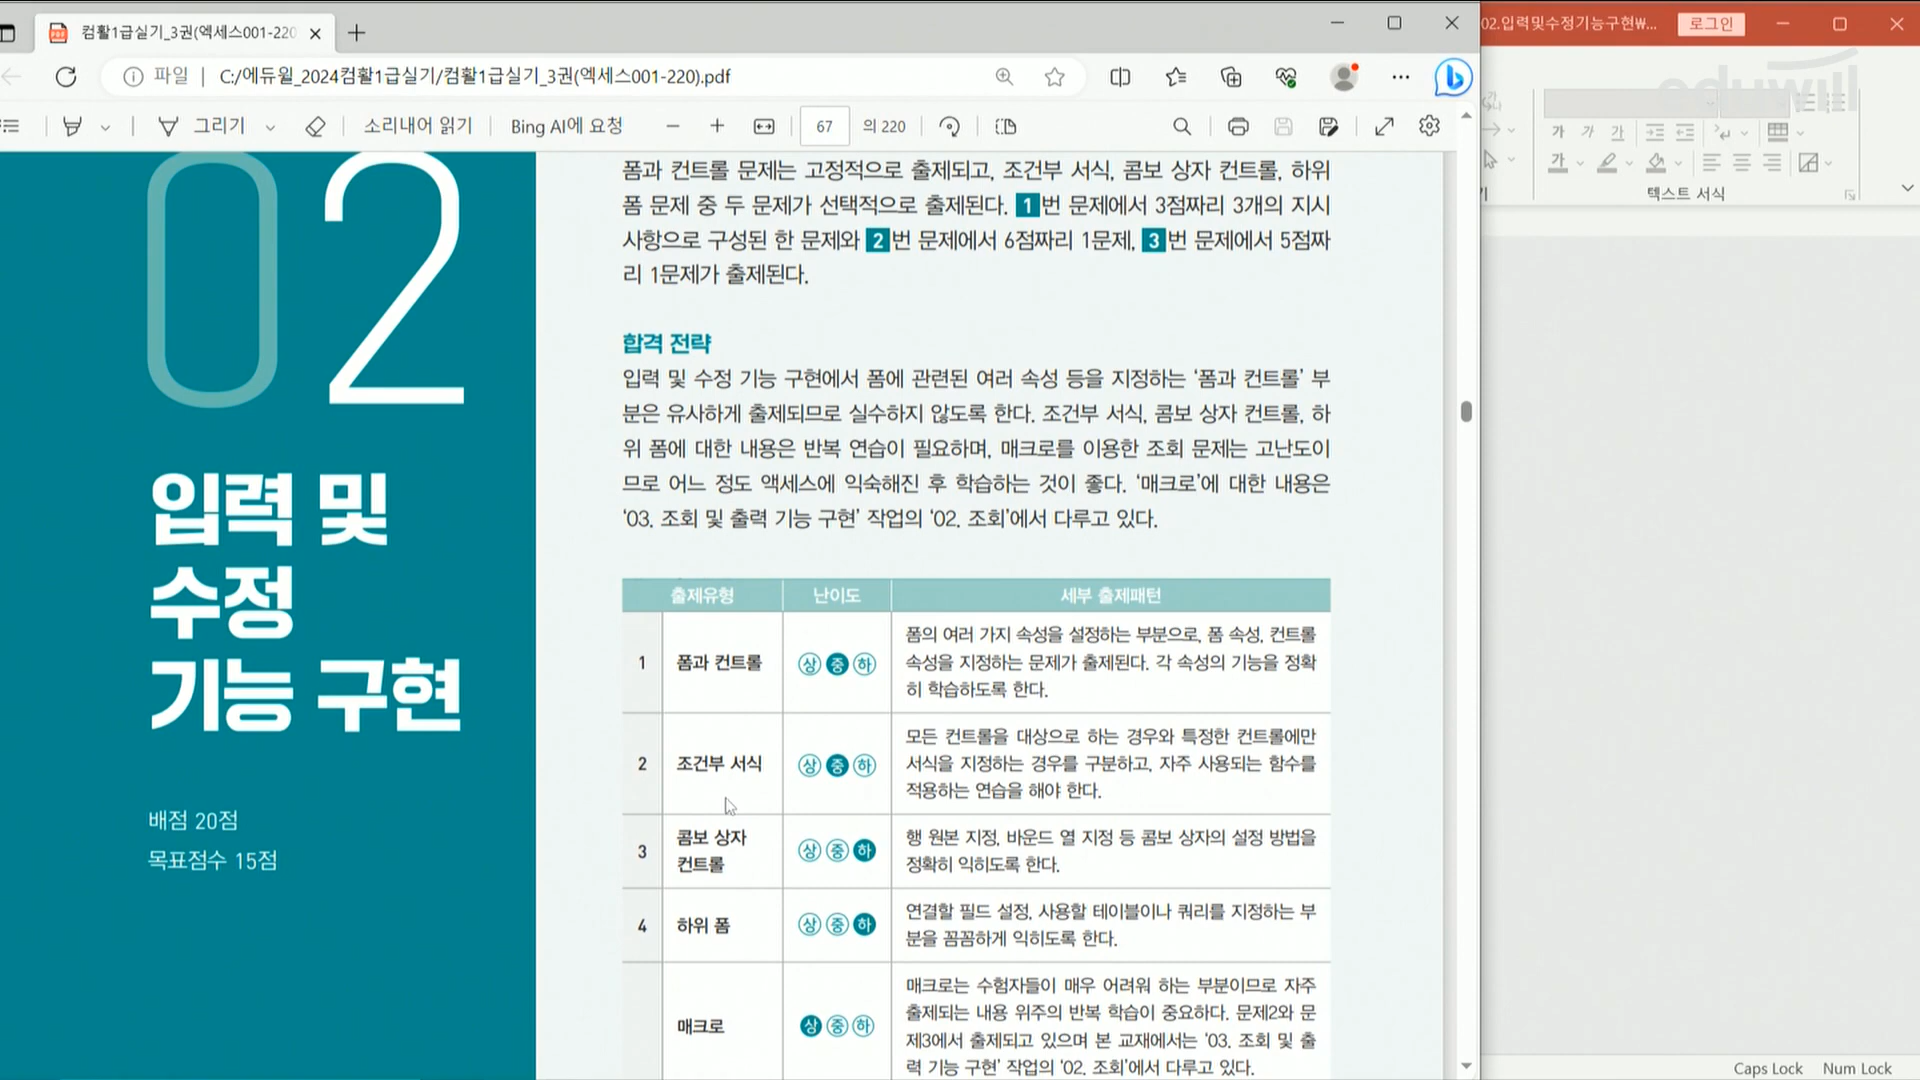 컴활1급실기_3권(엑세스001-220
02.입력및수정기능구현₩...
로그인
파일
C:/에듀윌_2024컴활1급실기/컴활1급실기_3권(엑세스001-220).pdf
eduwill
그리기
소리내어 읽기
Bing AI에 요청
67
의 220
가 가 가
가
텍스트 서식
02
입력 및
수정
기능 구현
배점 20점
목표점수 15점
폼과 컨트롤 문제는 고정적으로 출제되고, 조건부 서식, 콤보 상자 컨트롤, 하위
폼 문제 중 두 문제가 선택적으로 출제된다. 1번 문제에서 3점짜리 3개의 지시
사항으로 구성된 한 문제와 2번 문제에서 6점짜리 1문제, 3번 문제에서 5점짜
리 1문제가 출제된다.
합격 전략
입력 및 수정 기능 구현에서 폼에 관련된 여러 속성 등을 지정하는 ‘폼과 컨트롤’ 부
분은 유사하게 출제되므로 실수하지 않도록 한다. 조건부 서식, 콤보 상자 컨트롤, 하
위 폼에 대한 내용은 반복 연습이 필요하며, 매크로를 이용한 조회 문제는 고난도이
므로 어느 정도 액세스에 익숙해진 후 학습하는 것이 좋다. ‘매크로’에 대한 내용은
‘03. 조회 및 출력 기능 구현’ 작업의 ‘02. 조회’에서 다루고 있다.
출제유형 난이도 세부 출제패턴
1 폼과 컨트롤 상 중 하
폼의 여러 가지 속성을 설정하는 부분으로, 폼 속성, 컨트롤
속성을 지정하는 문제가 출제된다. 각 속성의 기능을 정확
히 학습하도록 한다.
2 조건부 서식 상 중 하
모든 컨트롤을 대상으로 하는 경우와 특정한 컨트롤에만
서식을 지정하는 경우를 구분하고, 자주 사용되는 함수를
적용하는 연습을 해야 한다.
3 콤보 상자
컨트롤 상 중 하
행 원본 지정, 바운드 열 지정 등 콤보 상자의 설정 방법을
정확히 익히도록 한다.
4 하위 폼 상 중 하
연결할 필드 설정, 사용할 테이블이나 쿼리를 지정하는 부
분을 꼼꼼하게 익히도록 한다.
매크로 상 중 하
매크로는 수험자들이 매우 어려워 하는 부분이므로 자주
출제되는 내용 위주의 반복 학습이 중요하다. 문제2와 문
제3에서 출제되고 있으며 본 교재에서는 ‘03. 조회 및 출
력 기능 구현’ 작업의 ‘02. 조회’에서 다루고 있다.
Caps Lock Num Lock